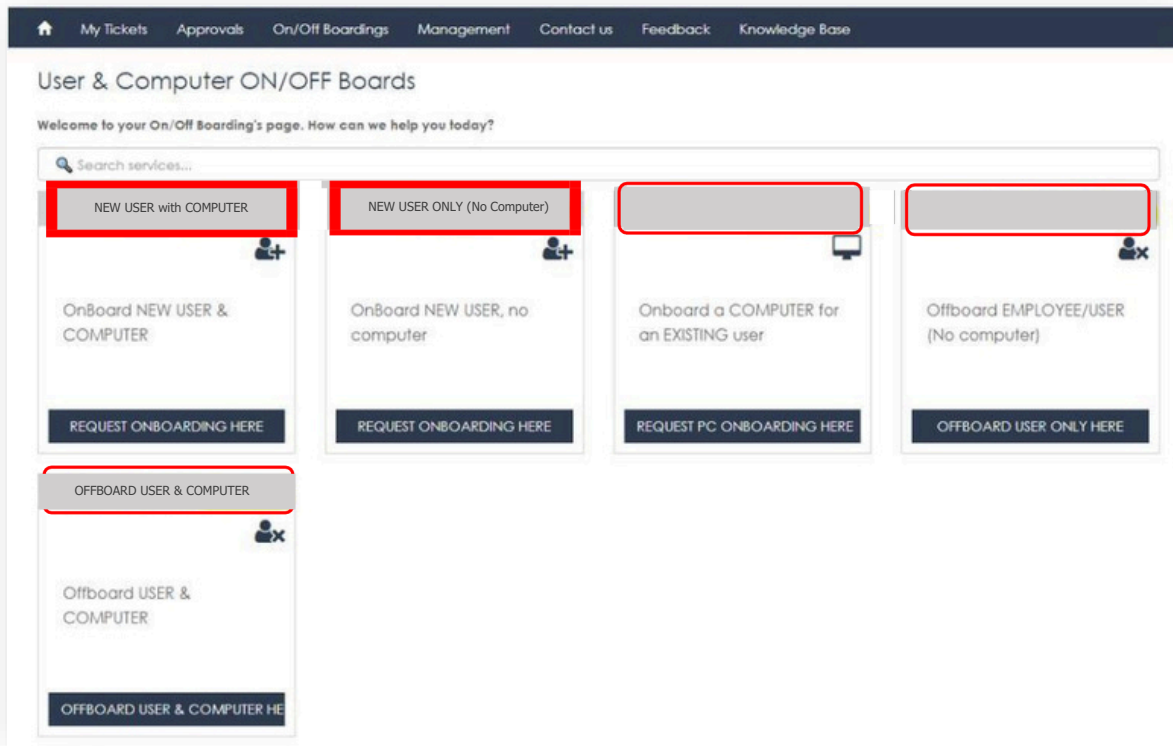 My Tickets Approvals On/Off Boardings Management Contact us Feedback Knowledge Base
User & Computer ON/OFF Boards
Welcome to your On/Off Boarding's page. How can we help you today?
Search services...
NEW USER with COMPUTER
OnBoard NEW USER &
COMPUTER
REQUEST ONBOARDING HERE
NEW USER ONLY (No Computer)
OnBoard NEW USER, no
computer
REQUEST ONBOARDING HERE
Onboard a COMPUTER for
an EXISTING user
REQUEST PC ONBOARDING HERE
Offboard EMPLOYEE/USER
(No computer)
OFFBOARD USER ONLY HERE
OFFBOARD USER & COMPUTER
Offboard USER &
COMPUTER
OFFBOARD USER & COMPUTER HE